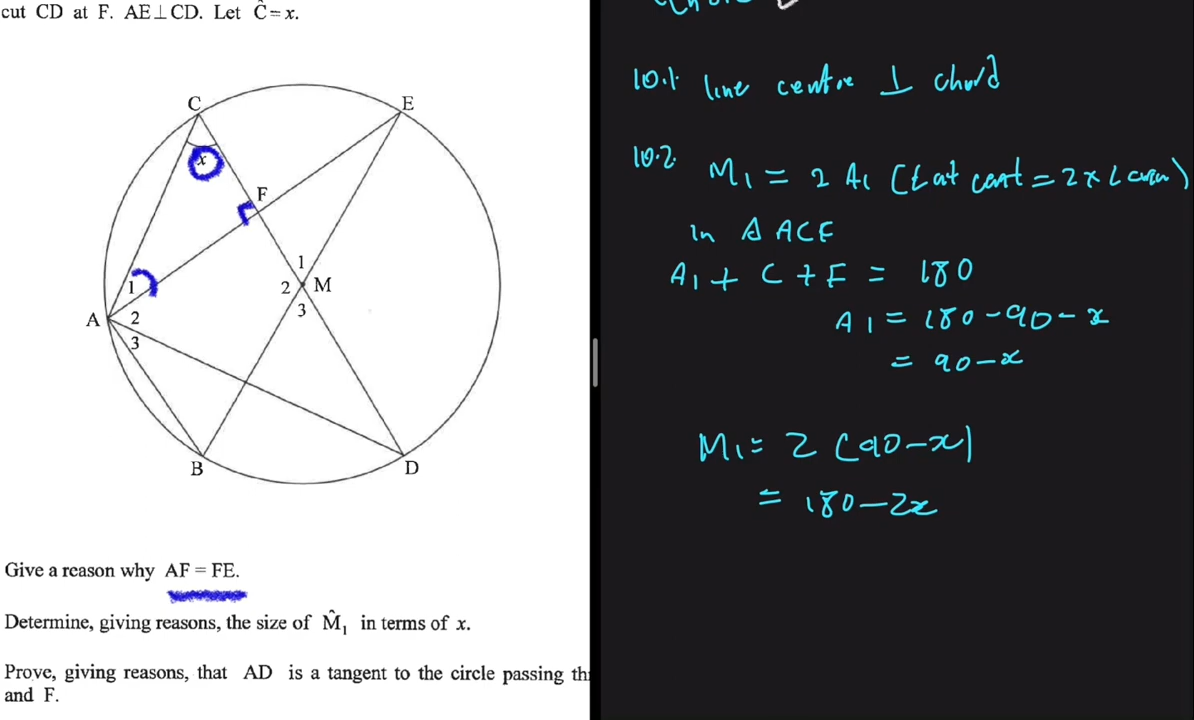 cut CD at F. AE⊥CD. Let Ĉ=x.
C
E
x
F
1
1
2
M
3
A
2
3
B
D
Give a reason why AF = FE.
Determine, giving reasons, the size of M̂₁ in terms of x.
Prove, giving reasons, that AD is a tangent to the circle passing
and F.
10.1. line centre ⊥ chord
10.2. M₁ = 2 A₁ (∠ at cent = 2x∠
in Δ ACF
A₁ + C + F = 180
A₁ = 180-90-x
= 90-x
M₁= 2 (90-x)
= 180-2x